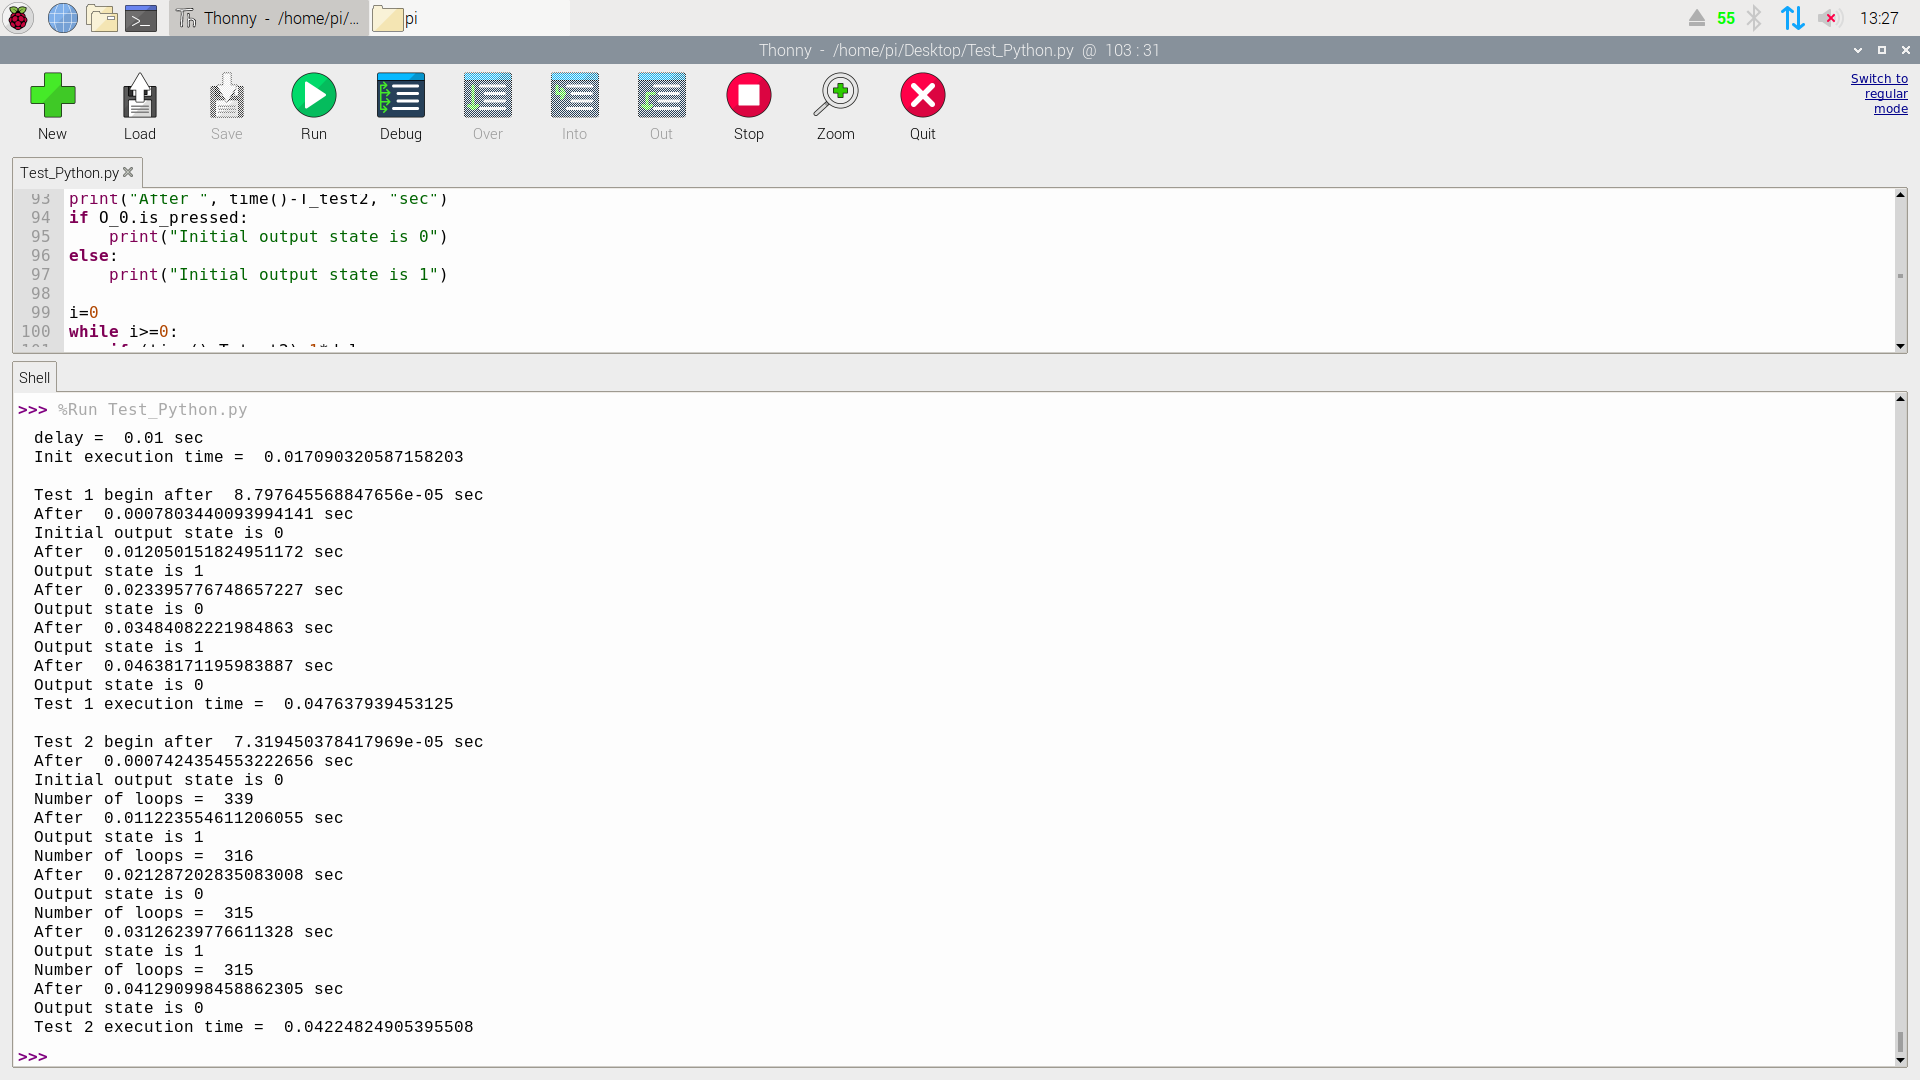 Thonny - /home/pi/...
pi
55
13:27
Thonny - /home/pi/Desktop/Test_Python.py @ 103 : 31
New
Load
Save
Run
Debug
Over
Into
Out
Stop
Zoom
Quit
Switch to
regular
mode
Test_Python.py
93 print("After ", time()-T_test2, "sec")
94 if O_0.is_pressed:
95     print("Initial output state is 0")
96 else:
97     print("Initial output state is 1")
98
99 i=0
100 while i>=0:
Shell
>>> %Run Test_Python.py
delay =  0.01 sec
Init execution time =  0.017090320587158203
Test 1 begin after  8.797645568847656e-05 sec
After  0.0007803440093994141 sec
Initial output state is 0
After  0.012050151824951172 sec
Output state is 1
After  0.023395776748657227 sec
Output state is 0
After  0.03484082221984863 sec
Output state is 1
After  0.04638171195983887 sec
Output state is 0
Test 1 execution time =  0.047637939453125
Test 2 begin after  7.319450378417969e-05 sec
After  0.0007424354553222656 sec
Initial output state is 0
Number of loops =  339
After  0.011223554611206055 sec
Output state is 1
Number of loops =  316
After  0.021287202835083008 sec
Output state is 0
Number of loops =  315
After  0.03126239776611328 sec
Output state is 1
Number of loops =  315
After  0.041290998458862305 sec
Output state is 0
Test 2 execution time =  0.04224824905395508
>>>